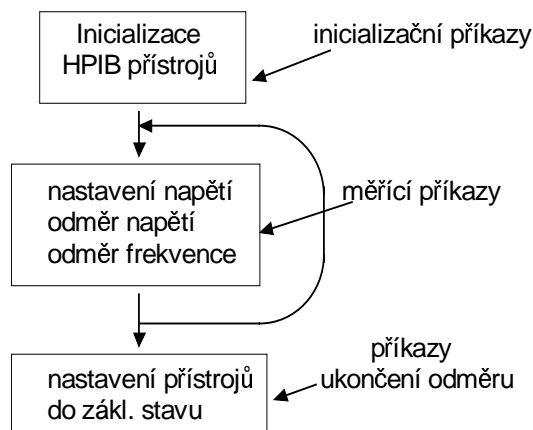 Inicializace
HPIB přístrojů
inicializační příkazy
nastavení napětí
odměr napětí
odměr frekvence
měřící příkazy
nastavení přístrojů
do zákl. stavu
příkazy
ukončení odměru